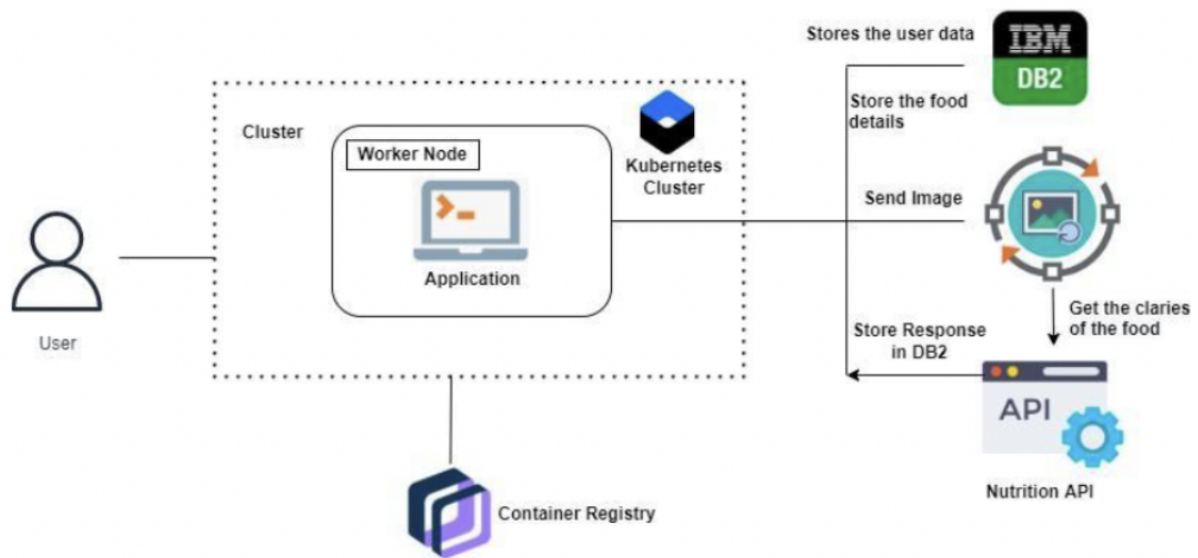 Stores the user data
IBM
DB2
Store the food
details
Cluster
Worker Node
Kubernetes
Cluster
Send Image
Application
Get the claries
of the food
Store Response
in DB2
User
API
Nutrition API
Container Registry